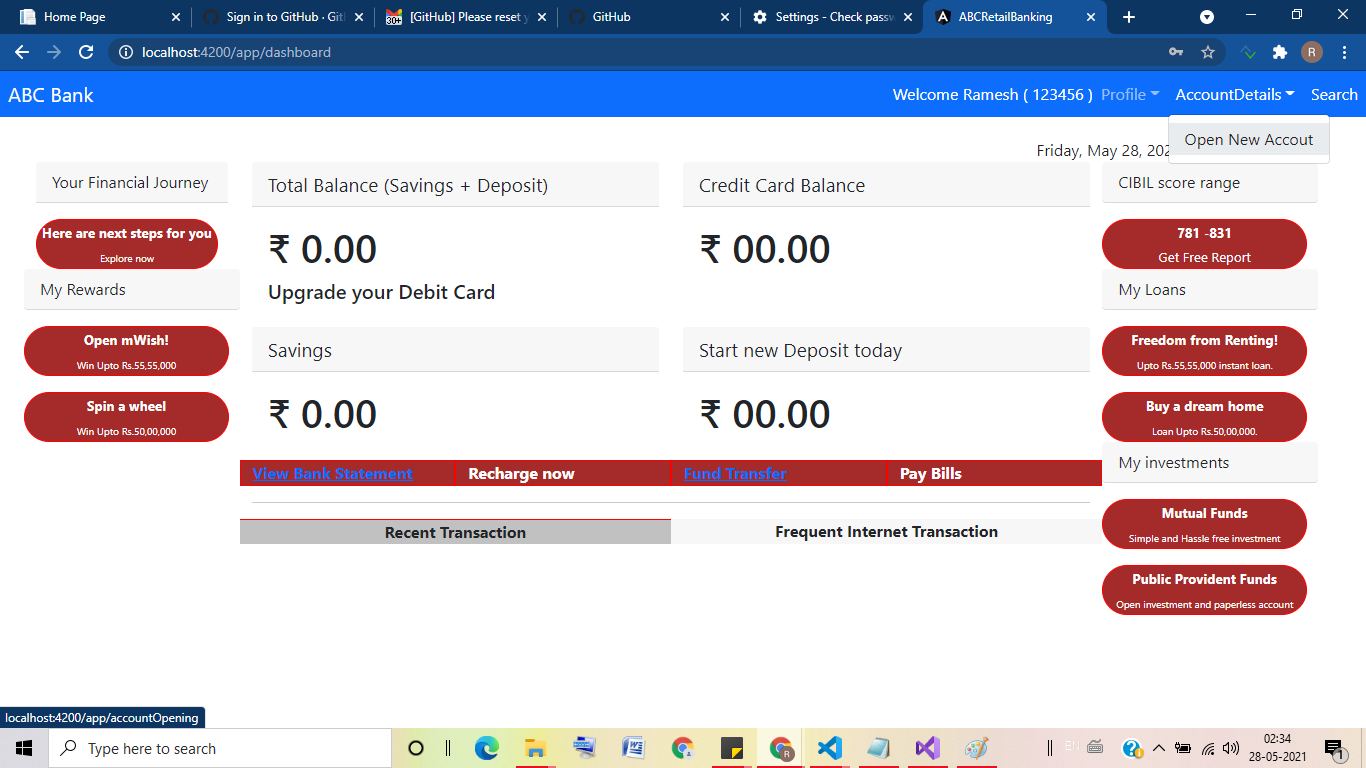 Home Page
Sign in to GitHub · Git
[GitHub] Please reset y
GitHub
Settings - Check passw
ABCRetailBanking
localhost:4200/app/dashboard
R
ABC Bank
Welcome Ramesh ( 123456 )
Profile
AccountDetails
Search
Open New Accout
Friday, May 28, 202
Your Financial Journey
Here are next steps for you
Explore now
My Rewards
Open mWish!
Win Upto Rs.55,55,000
Spin a wheel
Win Upto Rs.50,00,000
Total Balance (Savings + Deposit)
₹ 0.00
Upgrade your Debit Card
Credit Card Balance
₹ 00.00
Savings
₹ 0.00
Start new Deposit today
₹ 00.00
View Bank Statement
Recharge now
Fund Transfer
Pay Bills
Recent Transaction
Frequent Internet Transaction
CIBIL score range
781 -831
Get Free Report
My Loans
Freedom from Renting!
Upto Rs.55,55,000 instant loan.
Buy a dream home
Loan Upto Rs.50,00,000.
My investments
Mutual Funds
Simple and Hassle free investment
Public Provident Funds
Open investment and paperless account
localhost:4200/app/accountOpening
Type here to search
02:34
28-05-2021
1